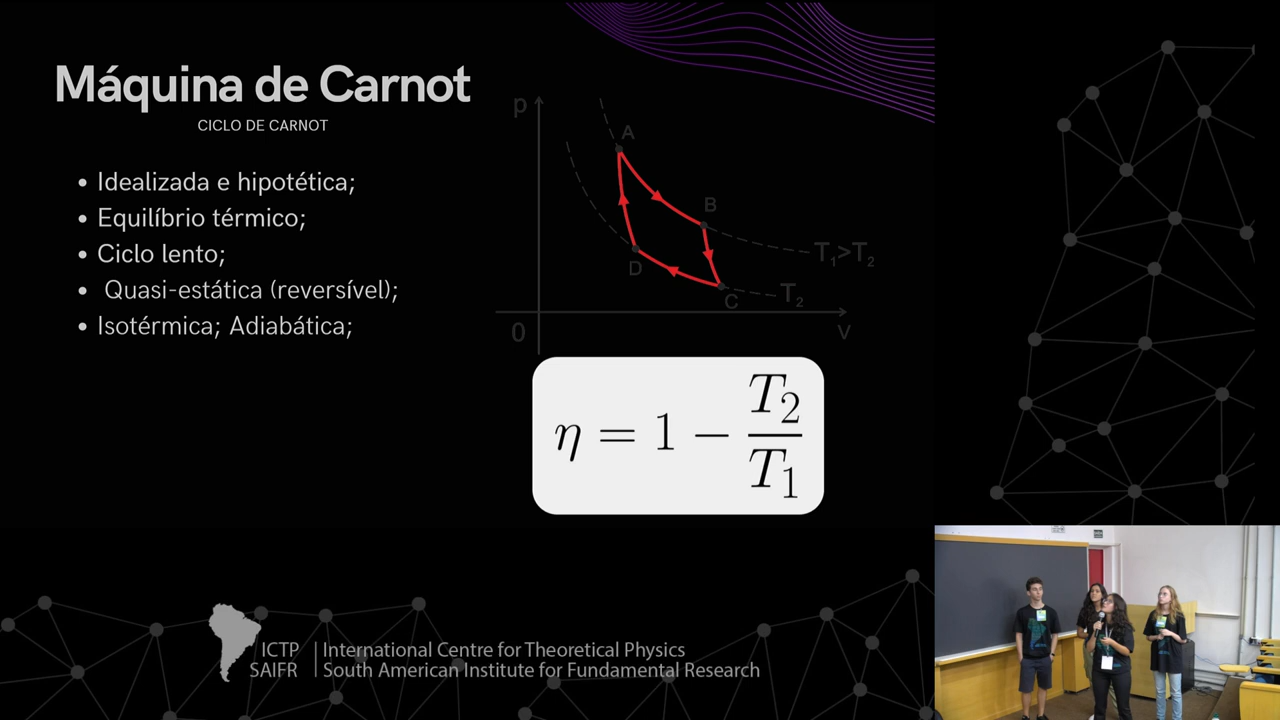 Máquina de Carnot
CICLO DE CARNOT
• Idealizada e hipotética;
• Equilíbrio térmico;
• Ciclo lento;
• Quasi-estática (reversível);
• Isotérmica; Adiabática;
p
A
B
T₁>T₂
D
T₂
C
0
V
η = 1 − T₂/T₁
ICTP
SAIFR
International Centre for Theoretical Physics
South American Institute for Fundamental Research